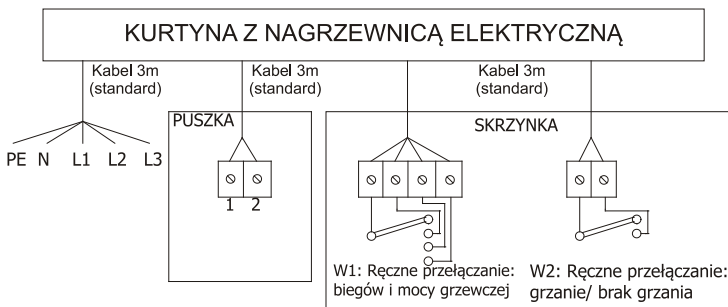 KURTYNA Z NAGRZEWNICĄ ELEKTRYCZNĄ
Kabel 3m
(standard)
Kabel 3m
(standard)
Kabel 3m
(standard)
PE N L1 L2 L3
PUSZKA
1 2
SKRZYNKA
W1: Ręczne przełączanie:
biegów i mocy grzewczej
W2: Ręczne przełączanie:
grzanie/ brak grzania